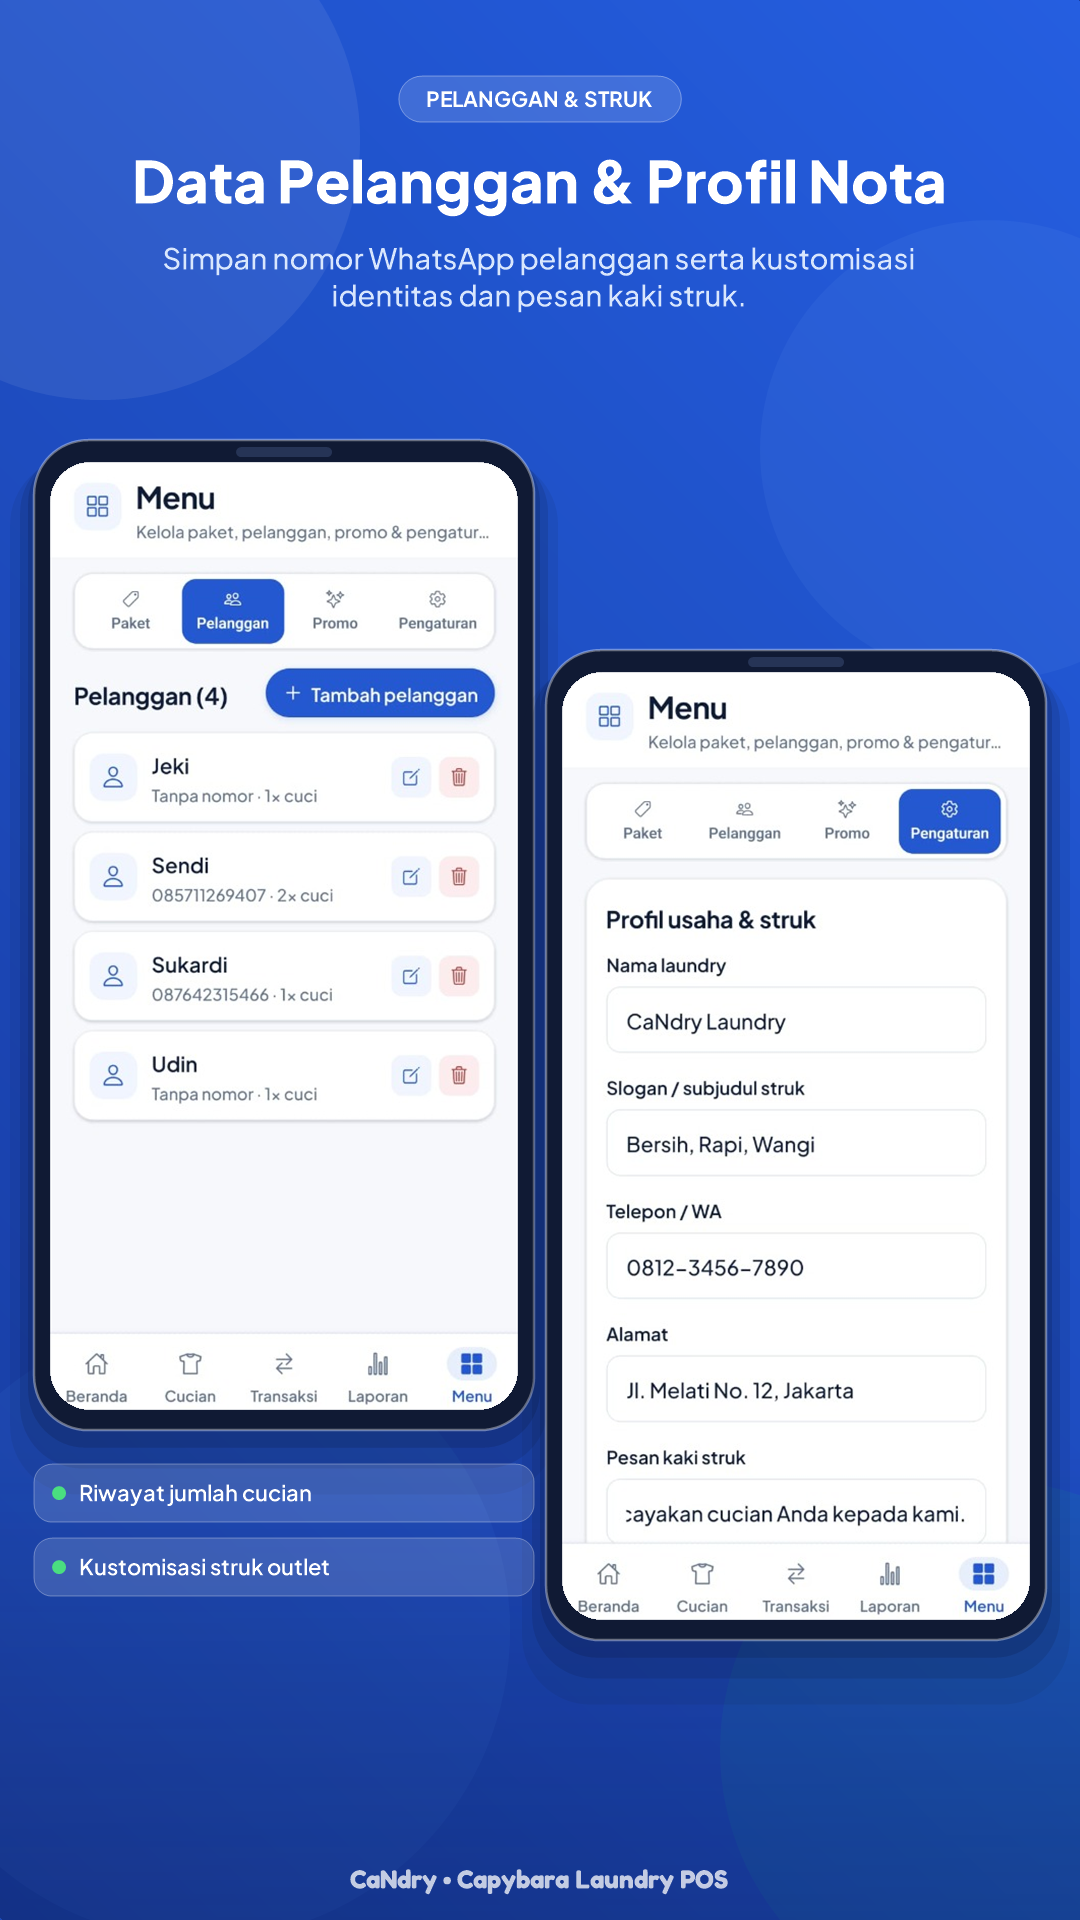 PELANGGAN & STRUK
Data Pelanggan & Profil Nota
Simpan nomor WhatsApp pelanggan serta kustomisasi
identitas dan pesan kaki struk.
Menu
Kelola paket, pelanggan, promo & pengatur...
Paket
Pelanggan
Promo
Pengaturan
Pelanggan (4)
+ Tambah pelanggan
Jeki
Tanpa nomor · 1× cuci
Sendi
085711269407 · 2× cuci
Sukardi
087642315466 · 1× cuci
Udin
Tanpa nomor · 1× cuci
Beranda
Cucian
Transaksi
Laporan
Menu
Riwayat jumlah cucian
Kustomisasi struk outlet
Menu
Kelola paket, pelanggan, promo & pengatur...
Paket
Pelanggan
Promo
Pengaturan
Profil usaha & struk
Nama laundry
CaNdry Laundry
Slogan / subjudul struk
Bersih, Rapi, Wangi
Telepon / WA
0812-3456-7890
Alamat
Jl. Melati No. 12, Jakarta
Pesan kaki struk
cayakan cucian Anda kepada kami.
Beranda
Cucian
Transaksi
Laporan
Menu
CaNdry • Capybara Laundry POS